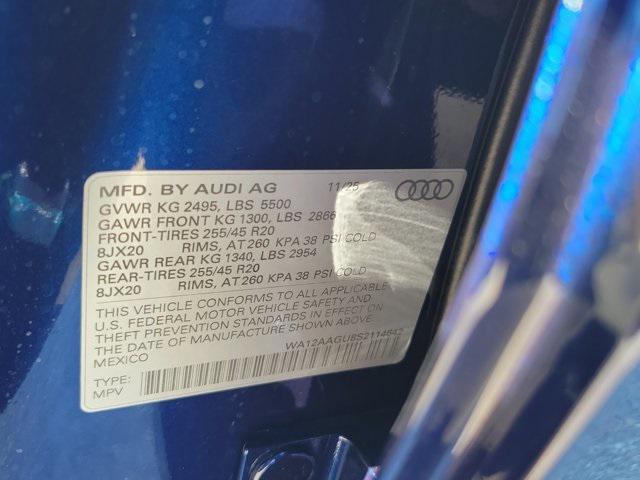 MFD. BY AUDI AG 11/25
GVWR KG 2495, LBS 5500
GAWR FRONT KG 1300, LBS 2866
FRONT-TIRES 255/45 R20
8JX20 RIMS, AT 260 KPA 38 PSI COLD
GAWR REAR KG 1340, LBS 2954
REAR-TIRES 255/45 R20
8JX20 RIMS, AT 260 KPA 38 PSI COLD
THIS VEHICLE CONFORMS TO ALL APPLICABLE
U.S. FEDERAL MOTOR VEHICLE SAFETY AND
THEFT PREVENTION STANDARDS IN EFFECT ON
THE DATE OF MANUFACTURE SHOWN ABOVE
MEXICO
TYPE:
MPV